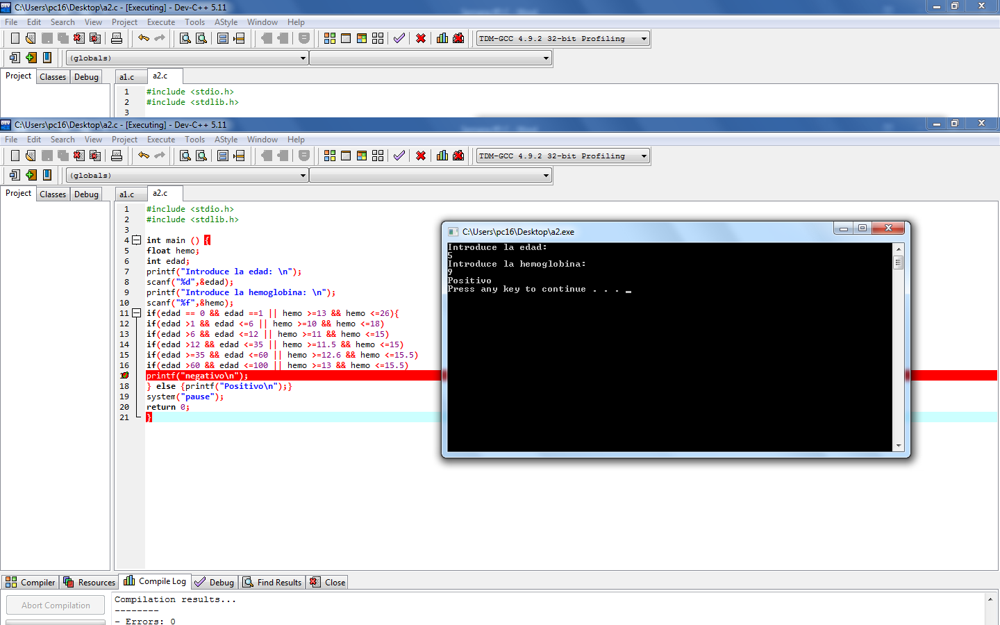 C:\Users\pc16\Desktop\a2.c - [Executing] - Dev-C++ 5.11
File Edit Search View Project Execute Tools AStyle Window Help
TDM-GCC 4.9.2 32-bit Profiling
(globals)
Project Classes Debug a1.c a2.c
1 #include <stdio.h>
2 #include <stdlib.h>
3
C:\Users\pc16\Desktop\a2.c - [Executing] - Dev-C++ 5.11
File Edit Search View Project Execute Tools AStyle Window Help
TDM-GCC 4.9.2 32-bit Profiling
(globals)
Project Classes Debug a1.c a2.c
1 #include <stdio.h>
2 #include <stdlib.h>
3
4 int main () {
5 float hemo;
6 int edad;
7 printf("Introduce la edad: \n");
8 scanf("%d",&edad);
9 printf("Introduce la hemoglobina: \n");
10 scanf("%f",&hemo);
11 if(edad == 0 && edad ==1 || hemo >=13 && hemo <=26){
12 if(edad >1 && edad <=6 || hemo >=10 && hemo <=18)
13 if(edad >6 && edad <=12 || hemo >=11 && hemo <=15)
14 if(edad >12 && edad <=35 || hemo >=11.5 && hemo <=15)
15 if(edad >=35 && edad <=60 || hemo >=12.6 && hemo <=15.5)
16 if(edad >60 && edad <=100 || hemo >=13 && hemo <=15.5)
printf("negativo\n");
18 } else {printf("Positivo\n");}
19 system("pause");
20 return 0;
21 }
C:\Users\pc16\Desktop\a2.exe
Introduce la edad:
5
Introduce la hemoglobina:
9
Positivo
Press any key to continue . . . _
Compiler Resources Compile Log Debug Find Results Close
Abort Compilation
Compilation results...
--------
- Errors: 0